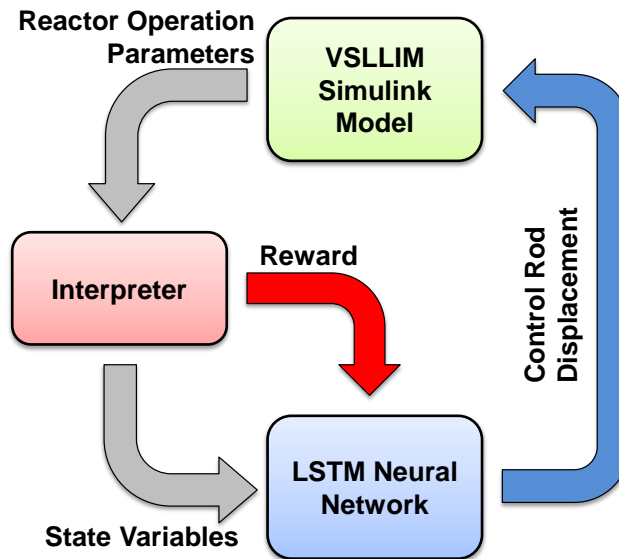 Reactor Operation
Parameters
VSLLIM
Simulink
Model
Interpreter
Reward
Control Rod
Displacement
LSTM Neural
Network
State Variables